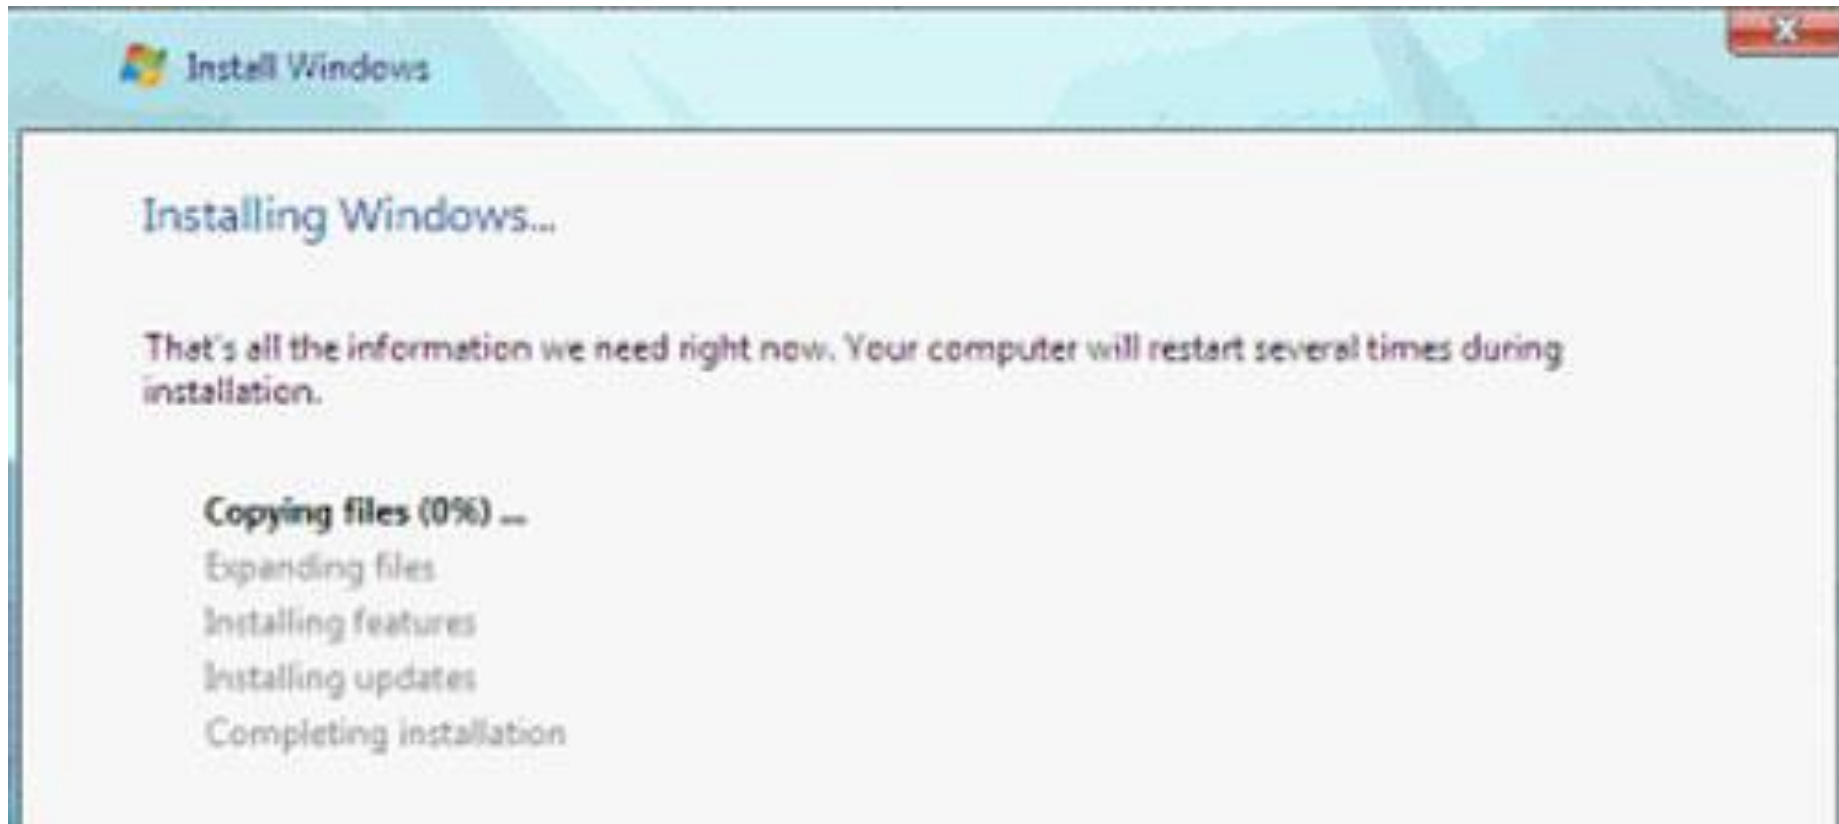 Install Windows
Installing Windows...
That's all the information we need right now. Your computer will restart several times during
installation.
Copying files (0%) ...
Expanding files
Installing features
Installing updates
Completing installation